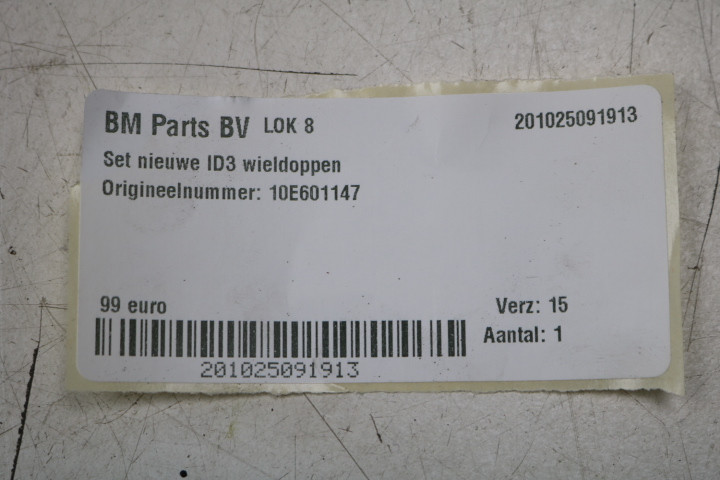 BM Parts BV LOK 8 201025091913
Set nieuwe ID3 wieldoppen
Origineelnummer: 10E601147
99 euro Verz: 15
Aantal: 1
201025091913